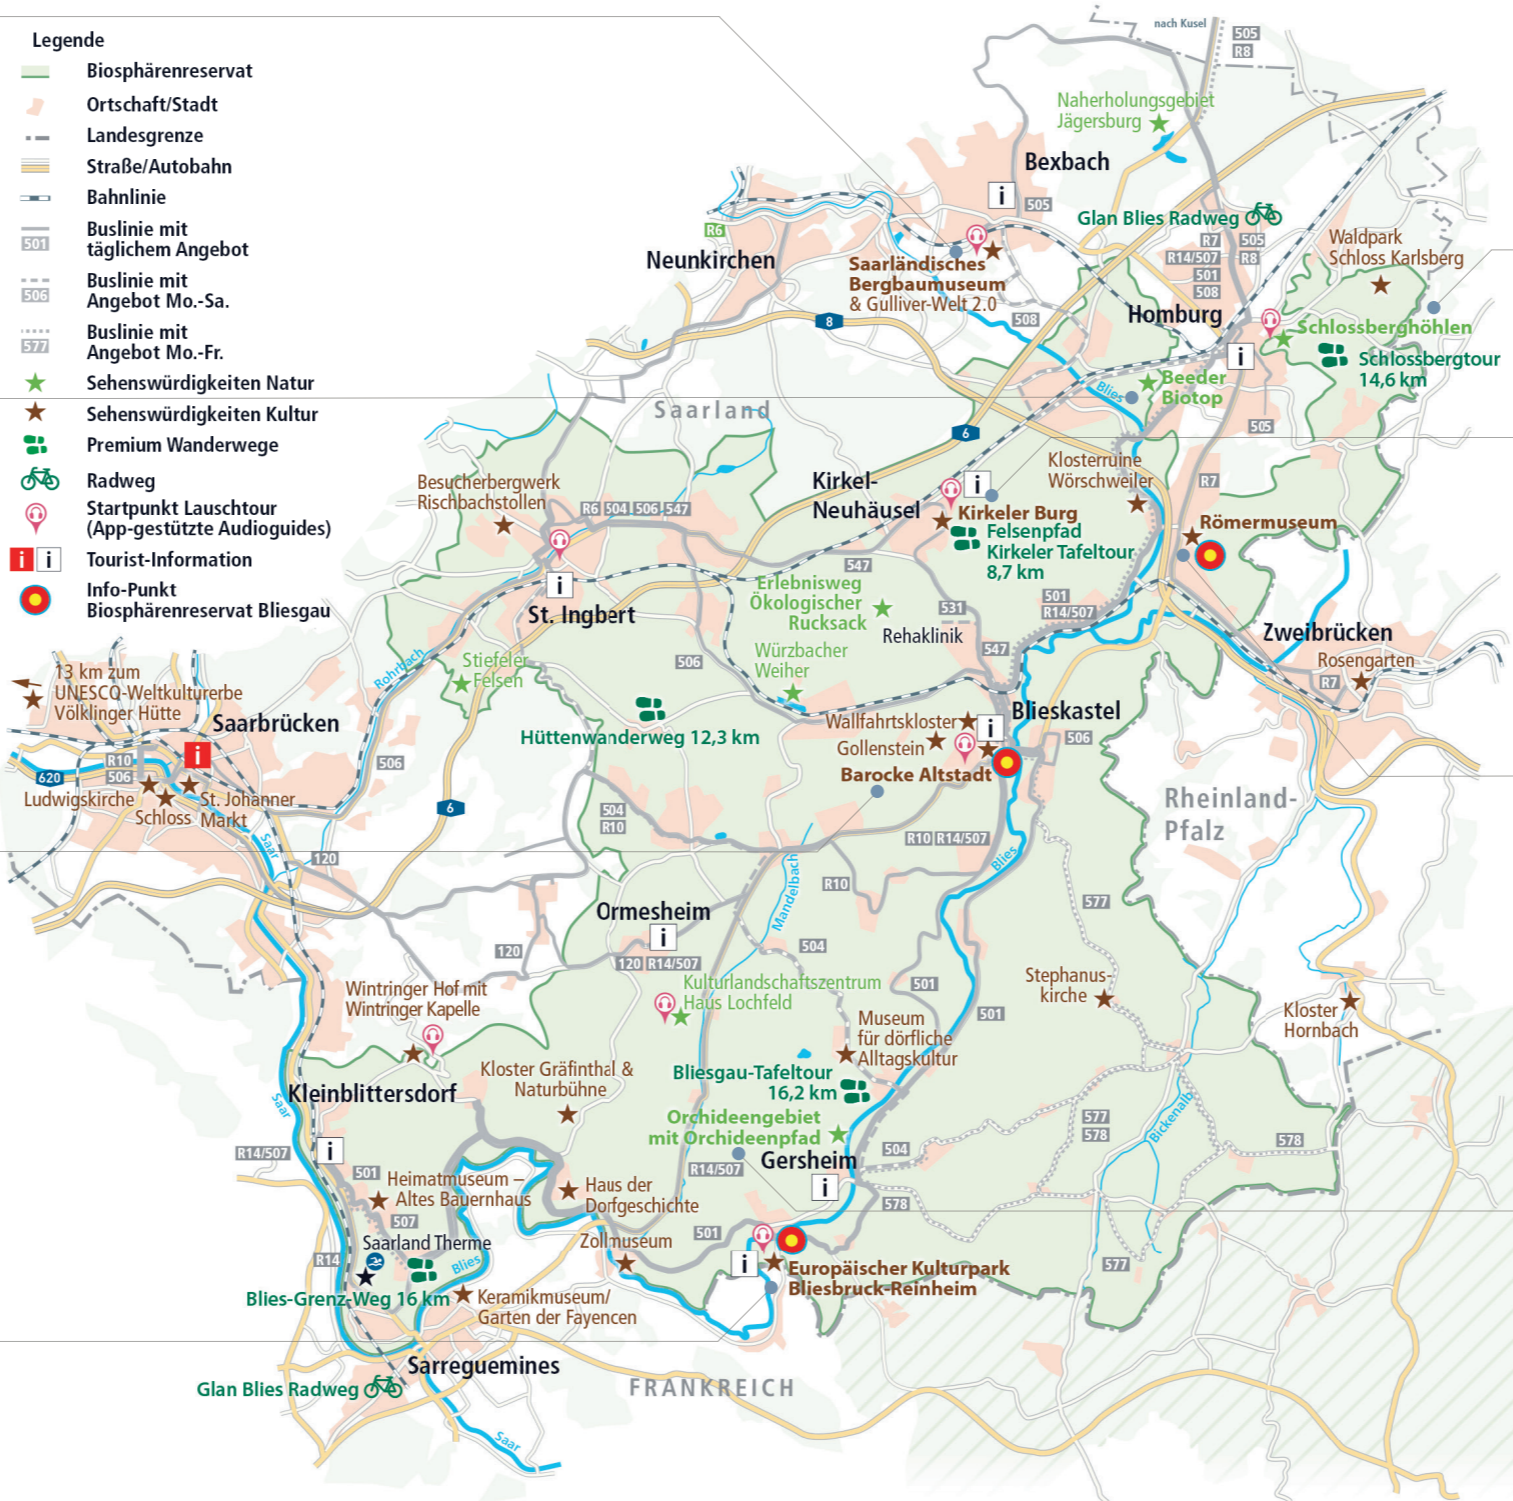 Legende
Biosphärenreservat
Ortschaft/Stadt
Landesgrenze
Straße/Autobahn
Bahnlinie
501
Buslinie mit
täglichem Angebot
506
Buslinie mit
Angebot Mo.-Sa.
577
Buslinie mit
Angebot Mo.-Fr.
Sehenswürdigkeiten Natur
Sehenswürdigkeiten Kultur
Premium Wanderwege
Radweg
Startpunkt Lauschtour
(App-gestützte Audioguides)
i i
Tourist-Information
Info-Punkt
Biosphärenreservat Bliesgau
nach Kusel
505
R8
Naherholungsgebiet
Jägersburg
Bexbach
i
505
Glan Blies Radweg
R6
Neunkirchen
Saarländisches
Bergbaumuseum
& Gulliver-Welt 2.0
R7 505
R14/507 R8
501
508
Waldpark
Schloss Karlsberg
8
508
Homburg
i
Schlossberghöhlen
Schlossbergtour
14,6 km
Blies
Beeder
Biotop
Saarland
6
505
Klosterruine
Wörschweiler
R7
Besucherbergwerk
Rischbachstollen
R6 504 506 547
Kirkel-
Neuhäusel
i
Kirkeler Burg
Felsenpfad
Kirkeler Tafeltour
8,7 km
Römermuseum
547
i
St. Ingbert
Erlebnisweg
Ökologischer
Rucksack
531
Rehaklinik
501
R14/507
547
Zweibrücken
Rosengarten
R7
Rohrbach
Stiefeler
Felsen
506
Würzbacher
Weiher
13 km zum
UNESCO-Weltkulturerbe
Völklinger Hütte
Saarbrücken
i
R10
506
620
Ludwigskirche
Schloss
St. Johanner
Markt
Saar
506
6
120
Hüttenwanderweg 12,3 km
Wallfahrtskloster
Gollenstein
i
Blieskastel
506
Barocke Altstadt
504
R10
R10 R14/507
Blies
Rheinland-
Pfalz
R10
Mandelbach
577
Ormesheim
i
120
120 R14/507
504
501
501
Kulturlandschaftszentrum
Haus Lochfeld
Stephanus-
kirche
Kloster
Hornbach
Wintringer Hof mit
Wintringer Kapelle
Museum
für dörfliche
Alltagskultur
Kloster Gräfinthal &
Naturbühne
Kleinblittersdorf
Saar
Bliesgau-Tafeltour
16,2 km
Orchideengebiet
mit Orchideenpfad
577
578
Bickenalb
578
R14/507
i
501
Heimatmuseum –
Altes Bauernhaus
507
Haus der
Dorfgeschichte
R14/507
Gersheim
i
504
578
Saarland Therme
R14
Blies
Zollmuseum
501
i
577
Blies-Grenz-Weg 16 km
Keramikmuseum/
Garten der Fayencen
Europäischer Kulturpark
Bliesbruck-Reinheim
Sarreguemines
Glan Blies Radweg
FRANKREICH
Saar